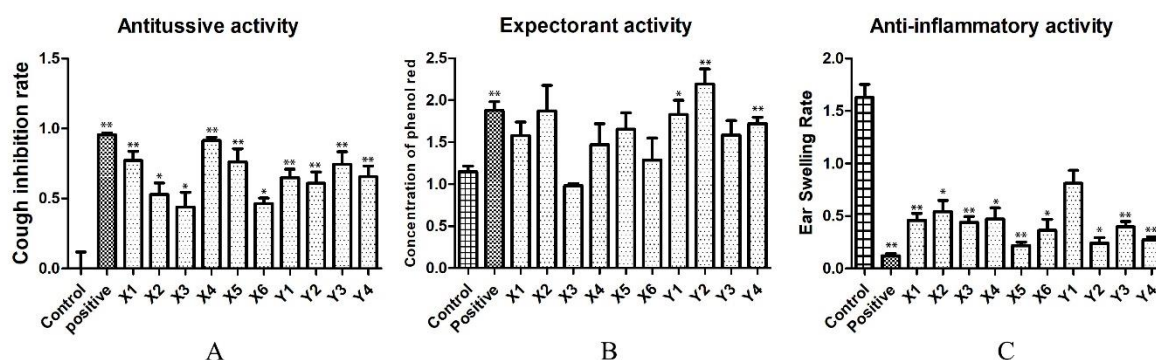 Antitussive activity
Cough inhibition rate
1.5
1.0
0.5
0.0
** ** * * ** ** * ** ** ** **
Control positive X1 X2 X3 X4 X5 X6 Y1 Y2 Y3 Y4
A
Expectorant activity
Concentration of phenol red
2.5
2.0
1.5
1.0
0.5
0.0
** * ** **
Control Positive X1 X2 X3 X4 X5 X6 Y1 Y2 Y3 Y4
B
Anti-inflammatory activity
Ear Swelling Rate
2.0
1.5
1.0
0.5
0.0
** ** * ** * ** * * ** **
Control Positive X1 X2 X3 X4 X5 X6 Y1 Y2 Y3 Y4
C